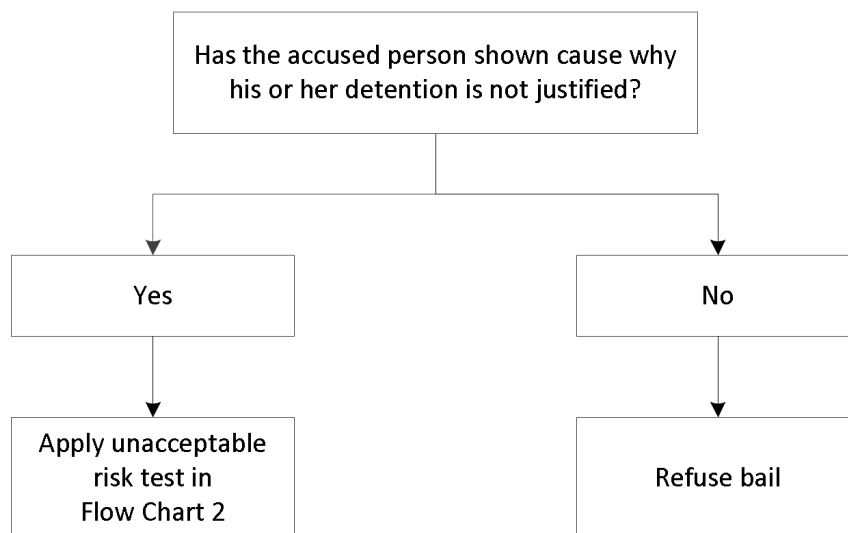 Has the accused person shown cause why
his or her detention is not justified?
Yes
No
Apply unacceptable
risk test in
Flow Chart 2
Refuse bail